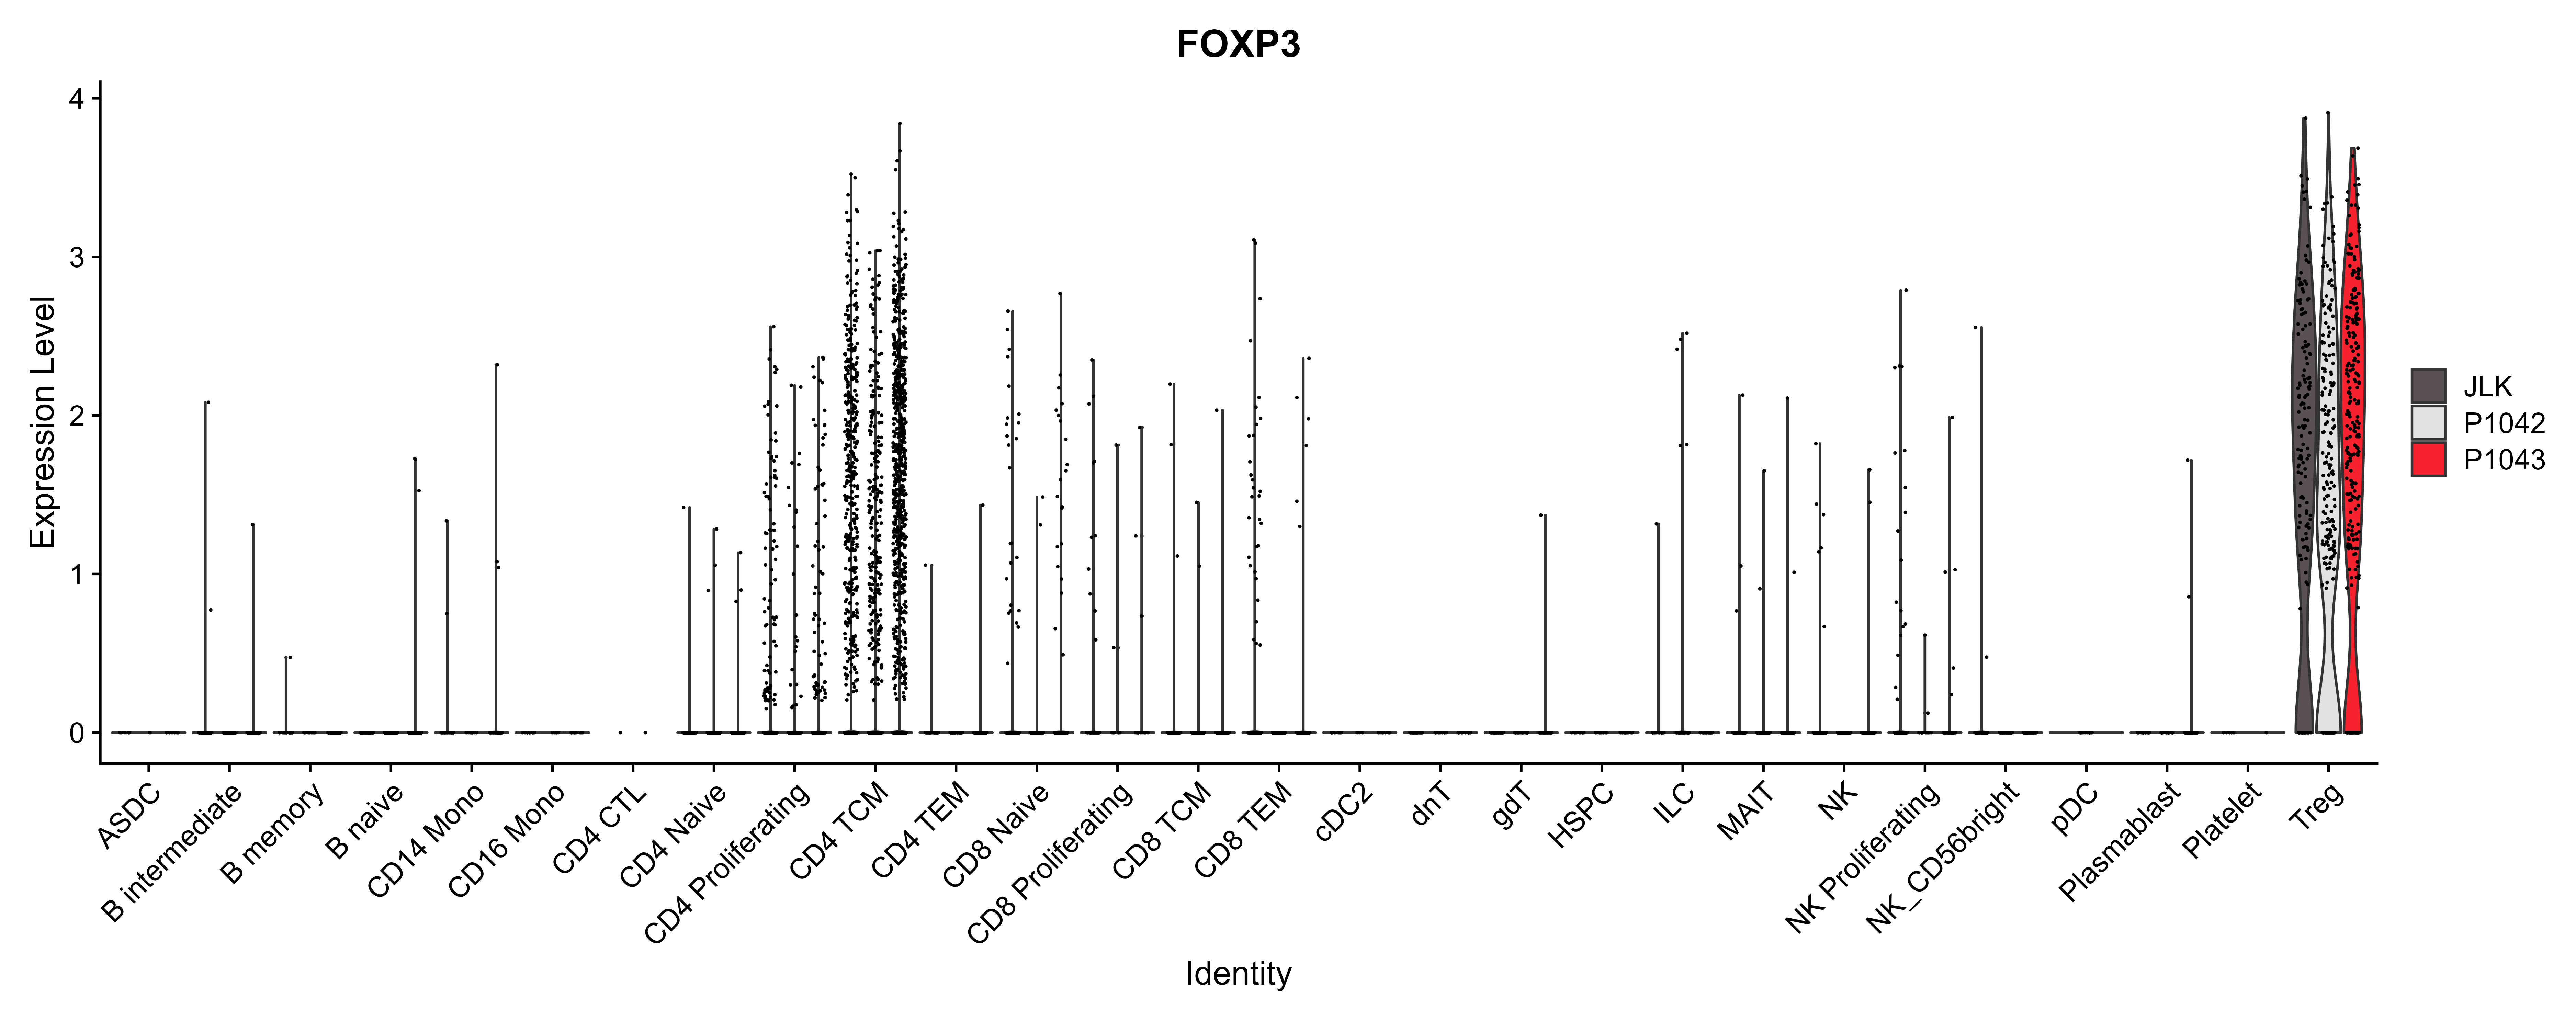 FOXP3
Expression Level
4
3
2
1
0
ASDC
B intermediate
B memory
B naive
CD14 Mono
CD16 Mono
CD4 CTL
CD4 Naive
CD4 Proliferating
CD4 TCM
CD4 TEM
CD8 Naive
CD8 Proliferating
CD8 TCM
CD8 TEM
cDC2
dnT
gdT
HSPC
ILC
MAIT
NK
NK Proliferating
NK_CD56bright
pDC
Plasmablast
Platelet
Treg
Identity
JLK
P1042
P1043